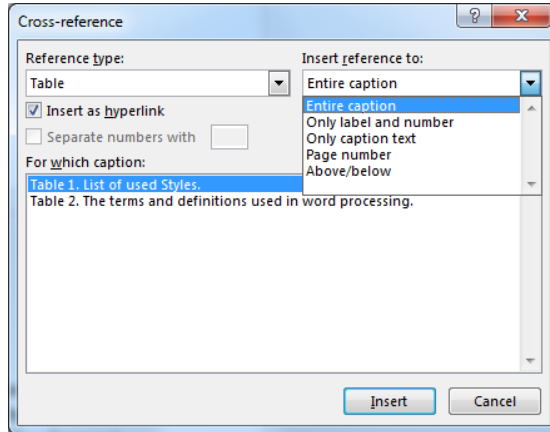 Cross-reference
Reference type:
Insert reference to:
Table
Entire caption
Insert as hyperlink
Entire caption
Only label and number
Only caption text
Page number
Above/below
Separate numbers with
For which caption:
Table 1. List of used Styles.
Table 2. The terms and definitions used in word processing.
Insert
Cancel